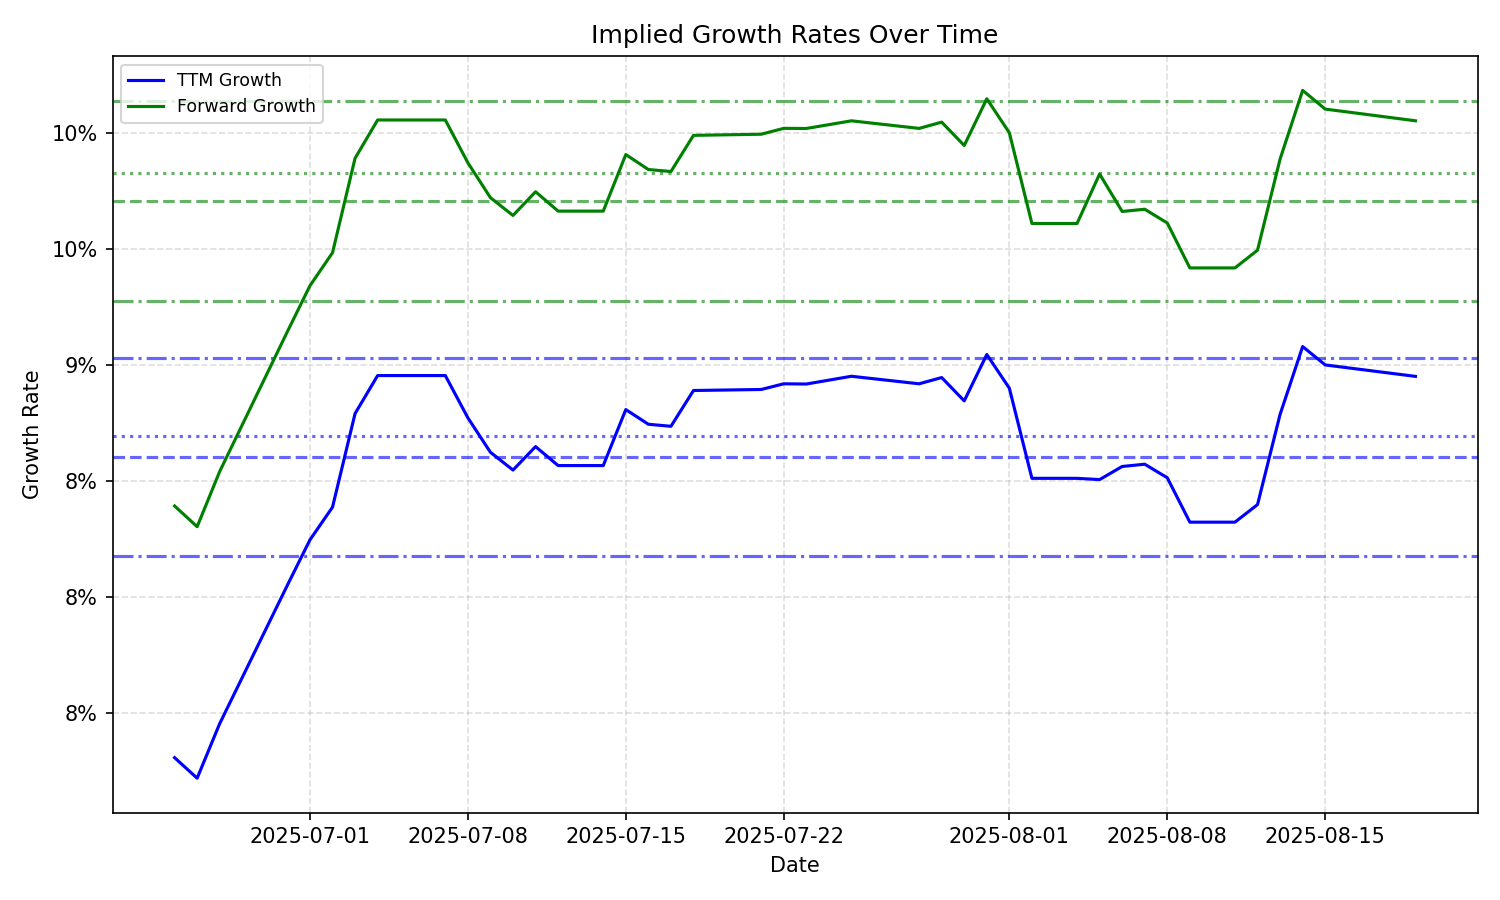 Implied Growth Rates Over Time
TTM Growth
Forward Growth
10%
10%
9%
8%
8%
8%
Growth Rate
2025-07-01
2025-07-08
2025-07-15
2025-07-22
2025-08-01
2025-08-08
2025-08-15
Date